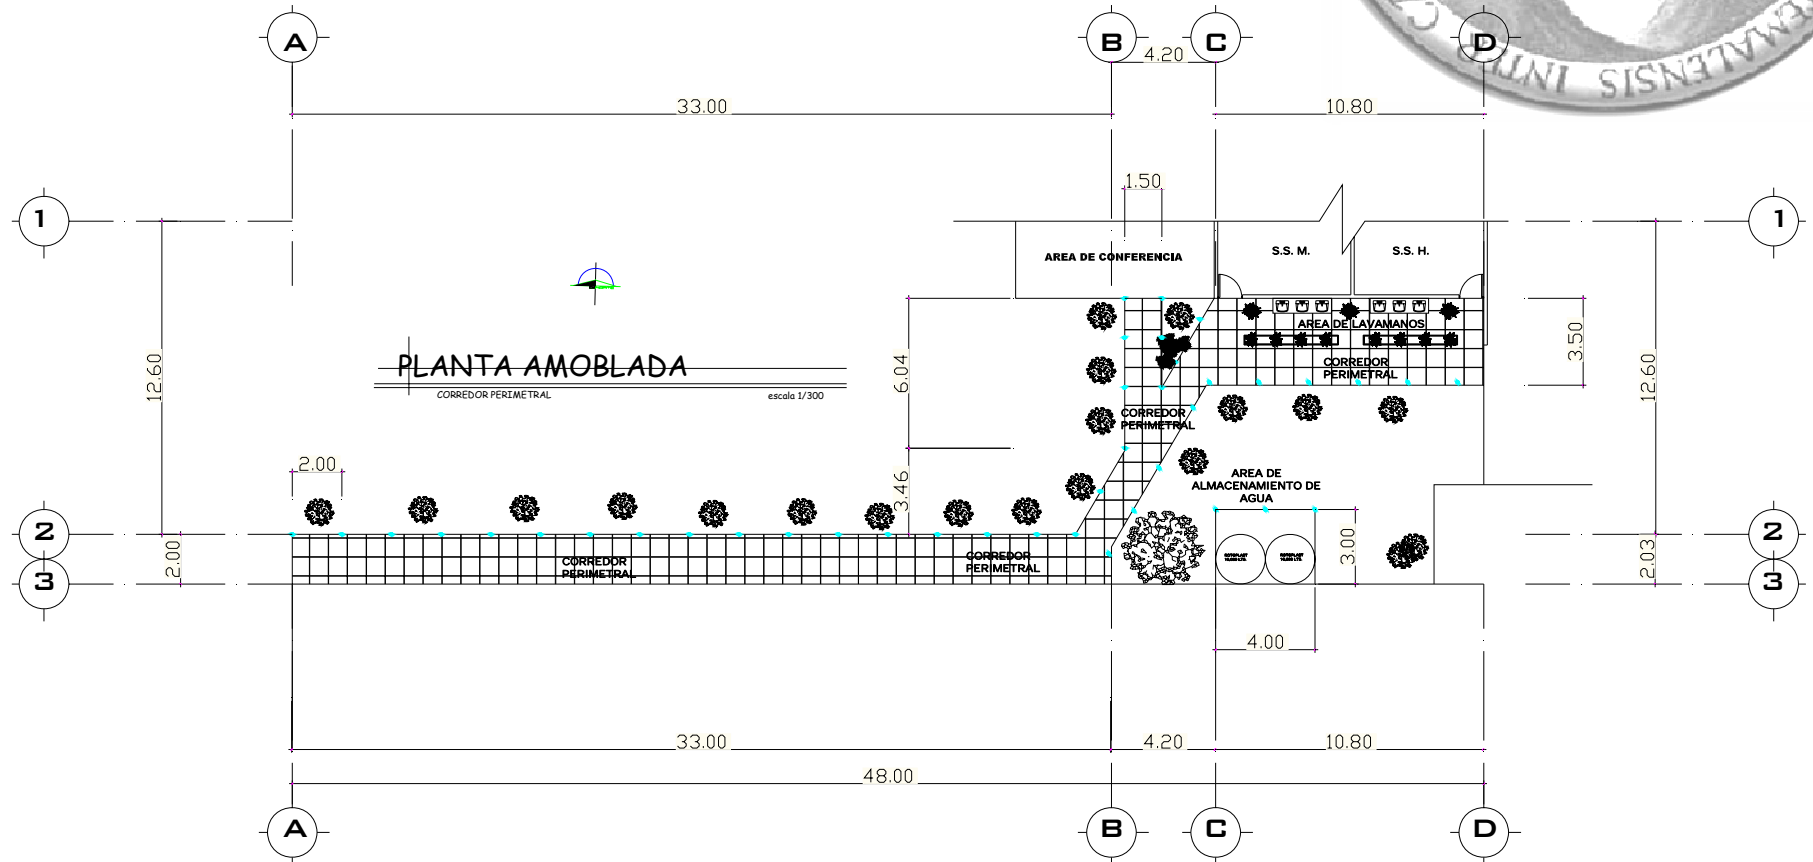 A
B
C
D
EMALENSIS INTER C
4.20
33.00
10.80
1.50
1
1
AREA DE CONFERENCIA
S.S. M.
S.S. H.
AREA DE LAVAMANOS
CORREDOR
PERIMETRAL
3.50
12.60
6.04
12.60
PLANTA AMOBLADA
CORREDOR PERIMETRAL
escala 1/300
CORREDOR
PERIMETRAL
2.00
3.46
AREA DE
ALMACENAMIENTO DE
AGUA
2
2
2.00
CORREDOR
PERIMETRAL
CORREDOR
PERIMETRAL
3.00
2.03
3
3
4.00
33.00
4.20
10.80
48.00
A
B
C
D